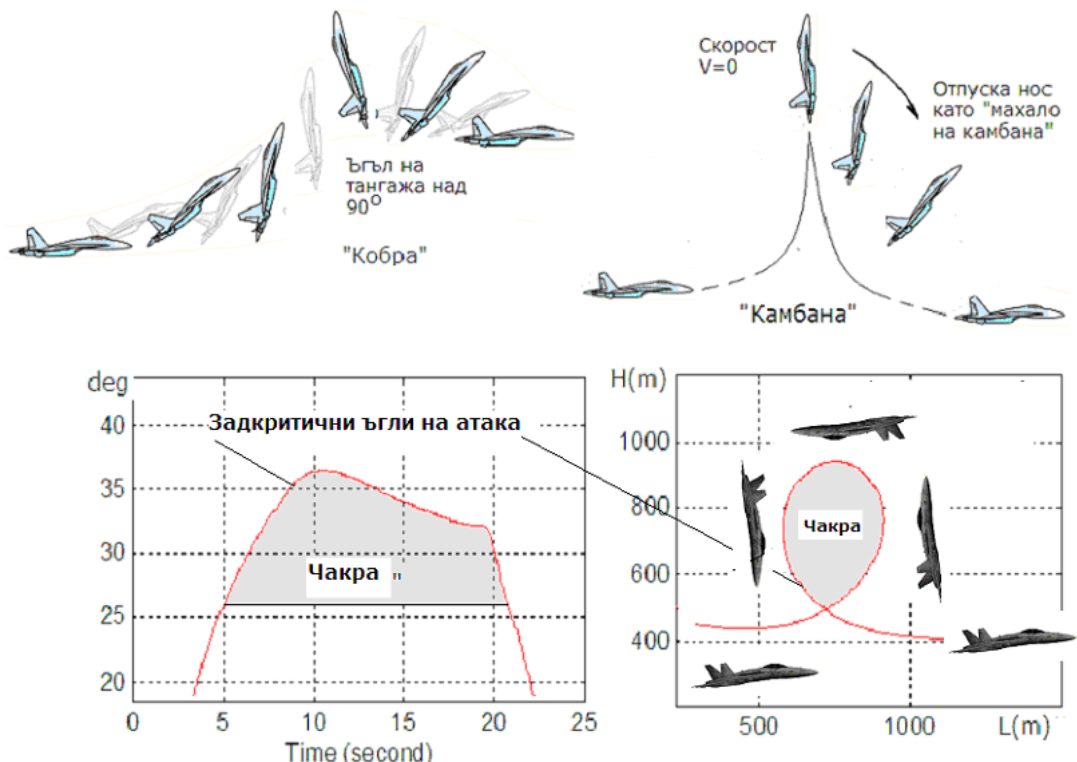 Скорост
V=0
Отпуска нос
като "махало
на камбана"
Ъгъл на
тангажа над
90°
"Кобра"
"Камбана"
deg
Задкритични ъгли на атака
40
35
30
25
20
Чакра "
0
5
10
15
20
25
Time (second)
H(m)
1000
800
600
400
Чакра
500
1000
L(m)